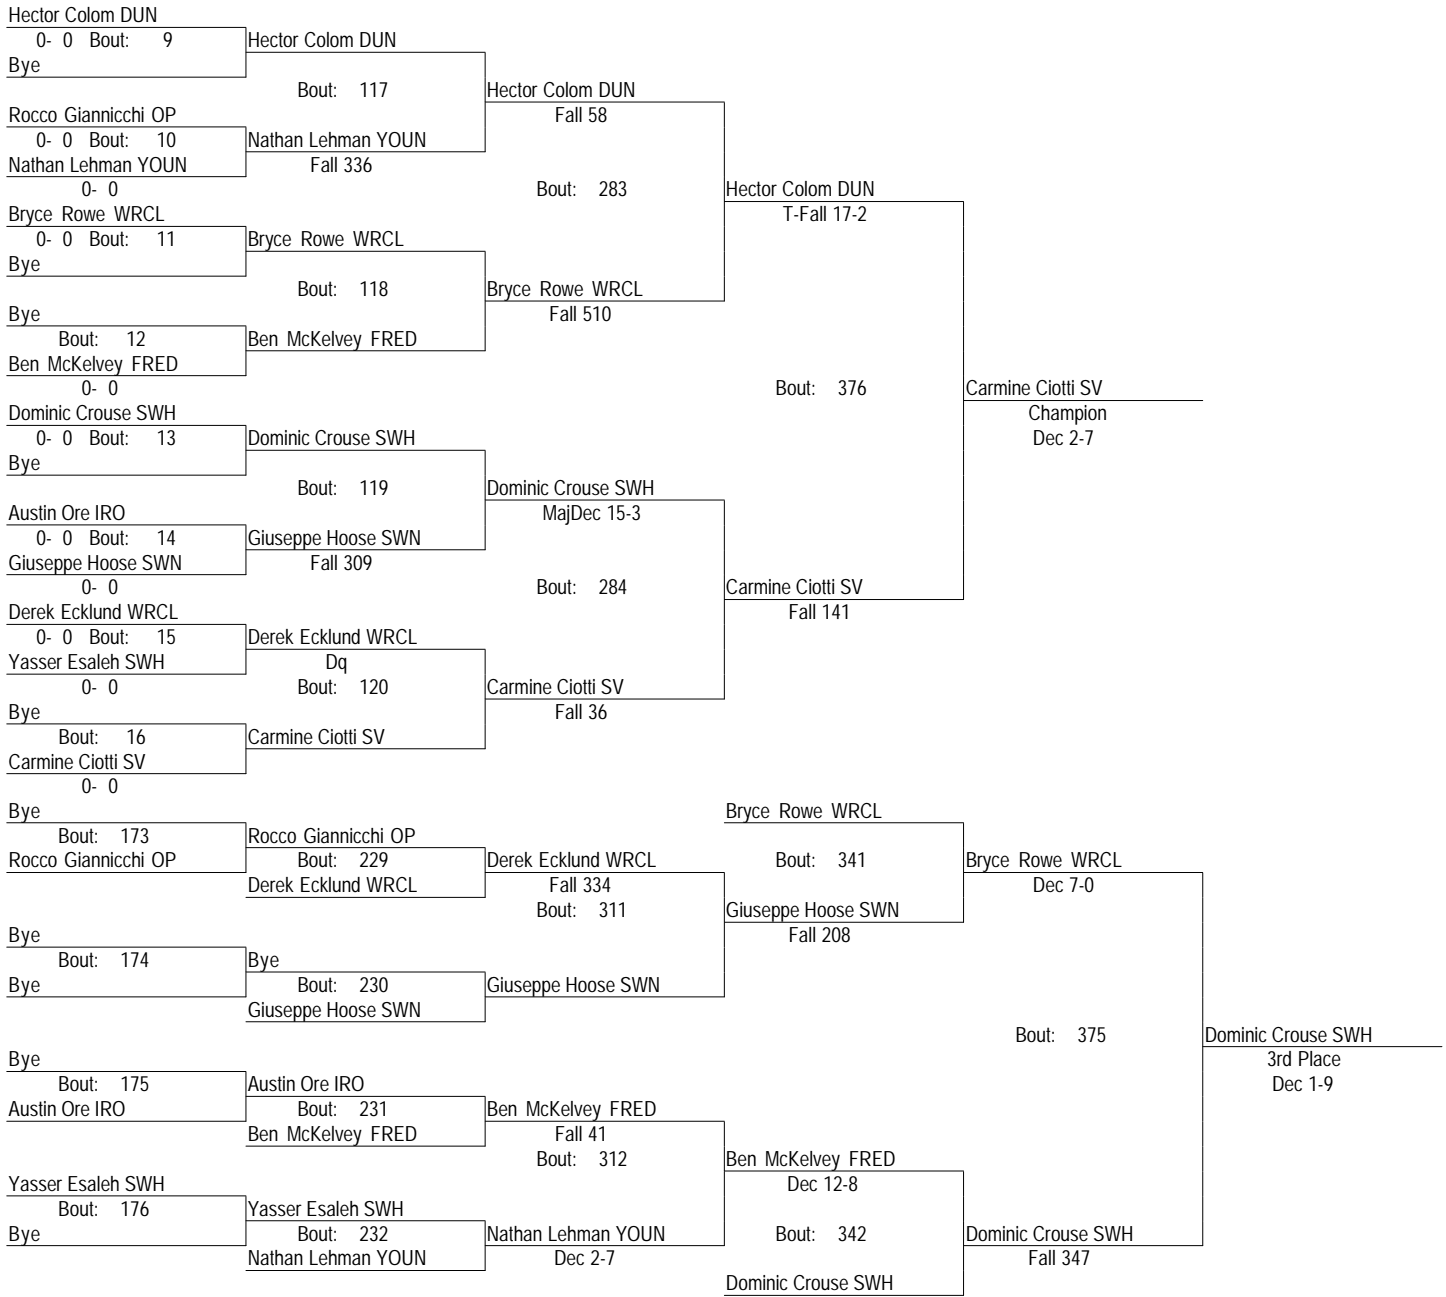 Hector Colom DUN
0- 0 Bout: 9
Hector Colom DUN
Bye
Bout: 117
Hector Colom DUN
Rocco Giannicchi OP
Fall 58
0- 0 Bout: 10
Nathan Lehman YOUN
Nathan Lehman YOUN
Fall 336
0- 0
Bout: 283
Hector Colom DUN
Bryce Rowe WRCL
T-Fall 17-2
0- 0 Bout: 11
Bryce Rowe WRCL
Bye
Bout: 118
Bryce Rowe WRCL
Bye
Fall 510
Bout: 12
Ben McKelvey FRED
Ben McKelvey FRED
0- 0
Bout: 376
Carmine Ciotti SV
Dominic Crouse SWH
Champion
0- 0 Bout: 13
Dominic Crouse SWH
Dec 2-7
Bye
Bout: 119
Dominic Crouse SWH
Austin Ore IRO
MajDec 15-3
0- 0 Bout: 14
Giuseppe Hoose SWN
Giuseppe Hoose SWN
Fall 309
0- 0
Bout: 284
Carmine Ciotti SV
Derek Ecklund WRCL
Fall 141
0- 0 Bout: 15
Derek Ecklund WRCL
Yasser Esaleh SWH
Dq
0- 0
Bout: 120
Carmine Ciotti SV
Bye
Fall 36
Bout: 16
Carmine Ciotti SV
Carmine Ciotti SV
0- 0
Bye
Bryce Rowe WRCL
Bout: 173
Rocco Giannicchi OP
Rocco Giannicchi OP
Bout: 229
Derek Ecklund WRCL
Bout: 341
Bryce Rowe WRCL
Derek Ecklund WRCL
Fall 334
Dec 7-0
Bout: 311
Giuseppe Hoose SWN
Bye
Fall 208
Bout: 174
Bye
Bye
Bout: 230
Giuseppe Hoose SWN
Giuseppe Hoose SWN
Bout: 375
Dominic Crouse SWH
Bye
3rd Place
Bout: 175
Austin Ore IRO
Dec 1-9
Austin Ore IRO
Bout: 231
Ben McKelvey FRED
Ben McKelvey FRED
Fall 41
Bout: 312
Ben McKelvey FRED
Yasser Esaleh SWH
Dec 12-8
Bout: 176
Yasser Esaleh SWH
Bye
Bout: 232
Nathan Lehman YOUN
Bout: 342
Dominic Crouse SWH
Nathan Lehman YOUN
Dec 2-7
Fall 347
Dominic Crouse SWH